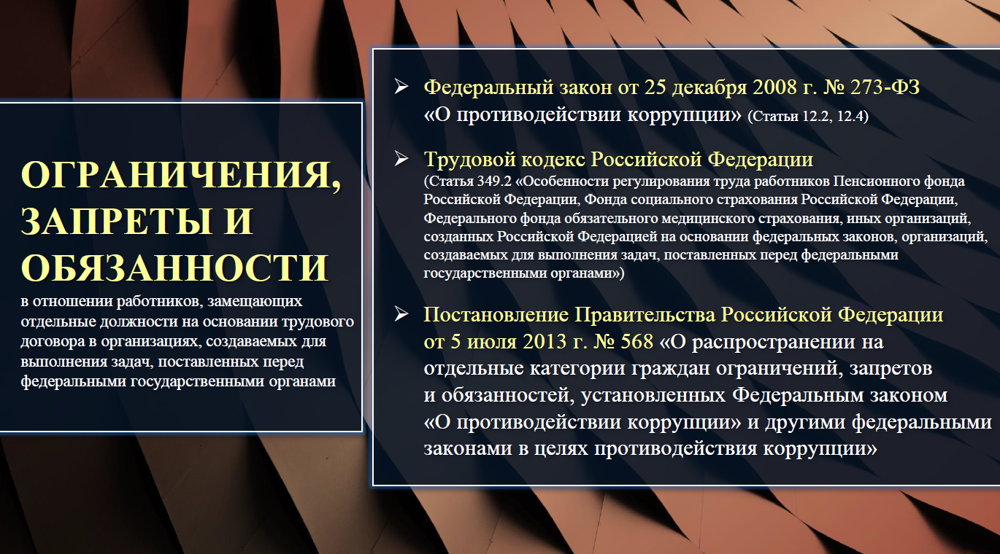 ОГРАНИЧЕНИЯ,
ЗАПРЕТЫ И
ОБЯЗАННОСТИ
в отношении работников, замещающих
отдельные должности на основании трудового
договора в организациях, создаваемых для
выполнения задач, поставленных перед
федеральными государственными органами
➢ Федеральный закон от 25 декабря 2008 г. № 273-ФЗ
«О противодействии коррупции» (Статьи 12.2, 12.4)
➢ Трудовой кодекс Российской Федерации
(Статья 349.2 «Особенности регулирования труда работников Пенсионного фонда
Российской Федерации, Фонда социального страхования Российской Федерации,
Федерального фонда обязательного медицинского страхования, иных организаций,
созданных Российской Федерацией на основании федеральных законов, организаций,
создаваемых для выполнения задач, поставленных перед федеральными
государственными органами»)
➢ Постановление Правительства Российской Федерации
от 5 июля 2013 г. № 568 «О распространении на
отдельные категории граждан ограничений, запретов
и обязанностей, установленных Федеральным законом
«О противодействии коррупции» и другими федеральными
законами в целях противодействия коррупции»